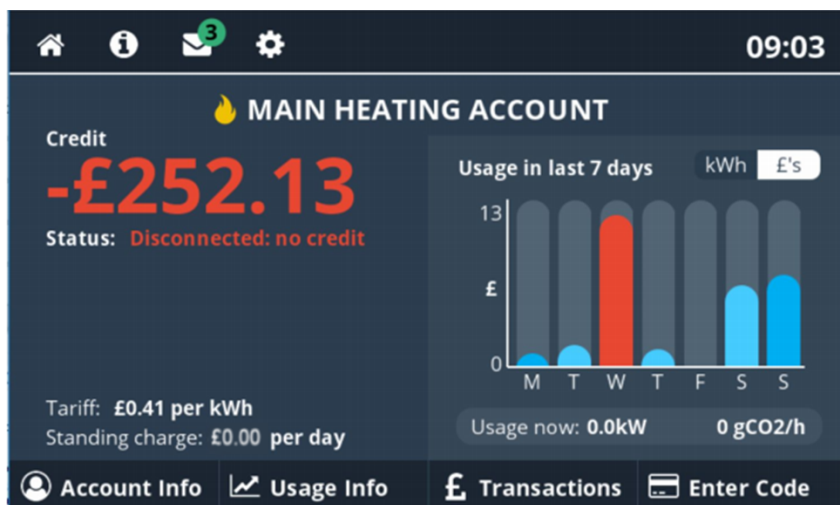 3
09:03
MAIN HEATING ACCOUNT
Credit
-£252.13
Status: Disconnected: no credit
Tariff: £0.41 per kWh
Standing charge: £0.00 per day
Usage in last 7 days
kWh £'s
13
£
0
M T W T F S S
Usage now: 0.0kW 0 gCO2/h
Account Info Usage Info £ Transactions Enter Code